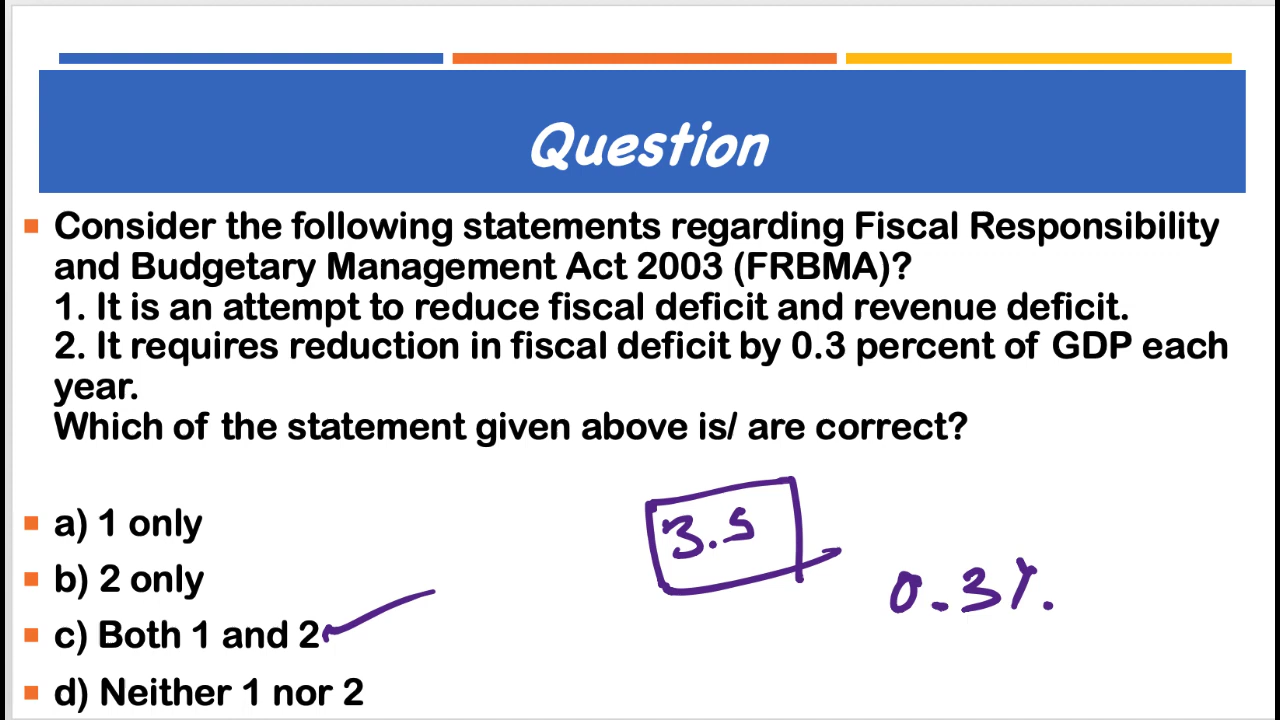 Question
Consider the following statements regarding Fiscal Responsibility
and Budgetary Management Act 2003 (FRBMA)?
1. It is an attempt to reduce fiscal deficit and revenue deficit.
2. It requires reduction in fiscal deficit by 0.3 percent of GDP each
year.
Which of the statement given above is/ are correct?
a) 1 only
3.5
b) 2 only
0.3%.
c) Both 1 and 2
d) Neither 1 nor 2